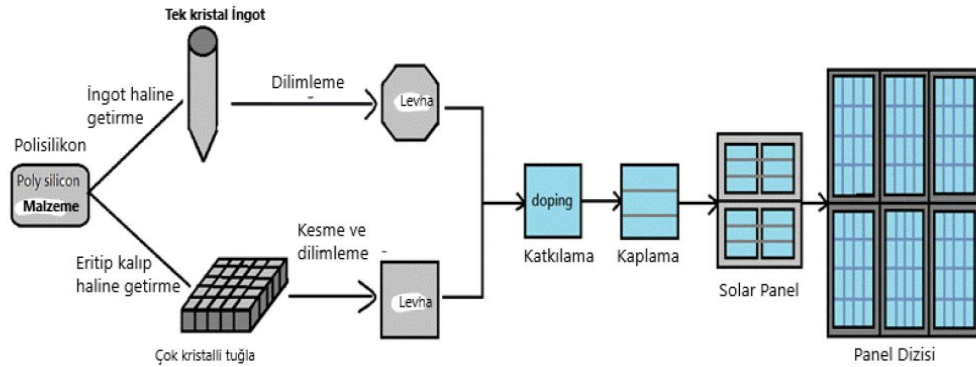 Tek kristal İngot
İngot haline
getirme
Dilimleme
Levha
Polisilikon
Poly silicon
Malzeme
Eritip kalıp
haline getirme
Kesme ve
dilimleme
Levha
Çok kristalli tuğla
doping
Katkılama
Kaplama
Solar Panel
Panel Dizisi